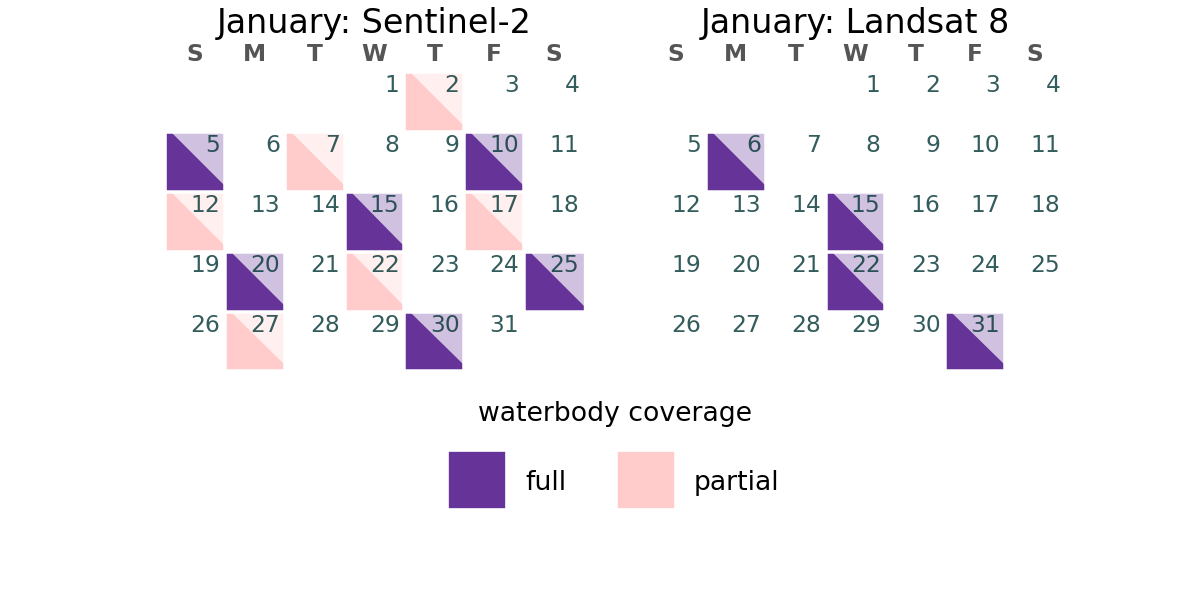 January: Sentinel-2
S M T W T F S
1 2 3 4
5 6 7 8 9 10 11
12 13 14 15 16 17 18
19 20 21 22 23 24 25
26 27 28 29 30 31
January: Landsat 8
S M T W T F S
1 2 3 4
5 6 7 8 9 10 11
12 13 14 15 16 17 18
19 20 21 22 23 24 25
26 27 28 29 30 31
waterbody coverage
full partial